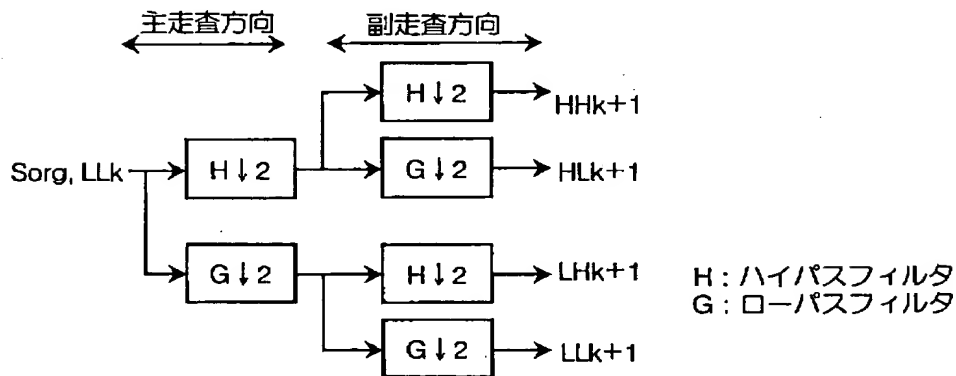 主走査方向
副走査方向
H↓2
HHk+1
Sorg, LLk
H↓2
G↓2
HLk+1
G↓2
H↓2
LHk+1
G↓2
LLk+1
H：ハイパスフィルタ
G：ローパスフィルタ